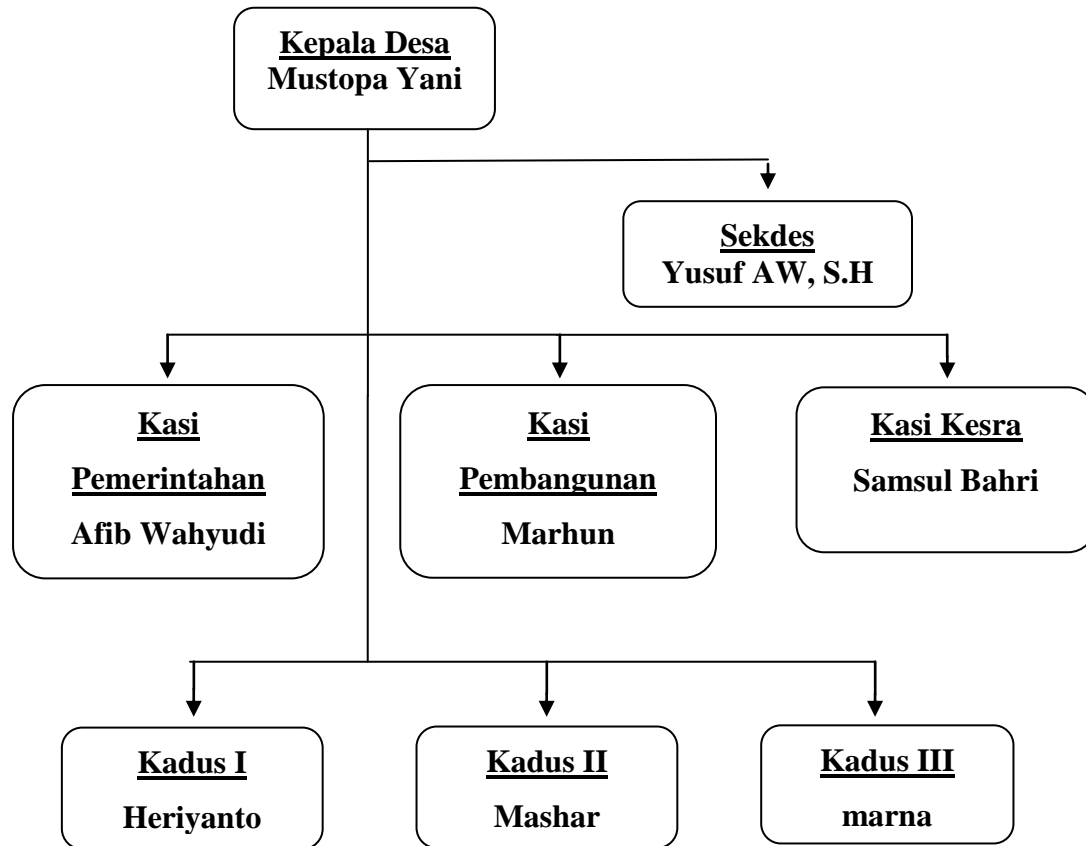 Kepala Desa
Mustopa Yani
Sekdes
Yusuf AW, S.H
Kasi
Pemerintahan
Afib Wahyudi
Kasi
Pembangunan
Marhun
Kasi Kesra
Samsul Bahri
Kadus I
Heriyanto
Kadus II
Mashar
Kadus III
marna